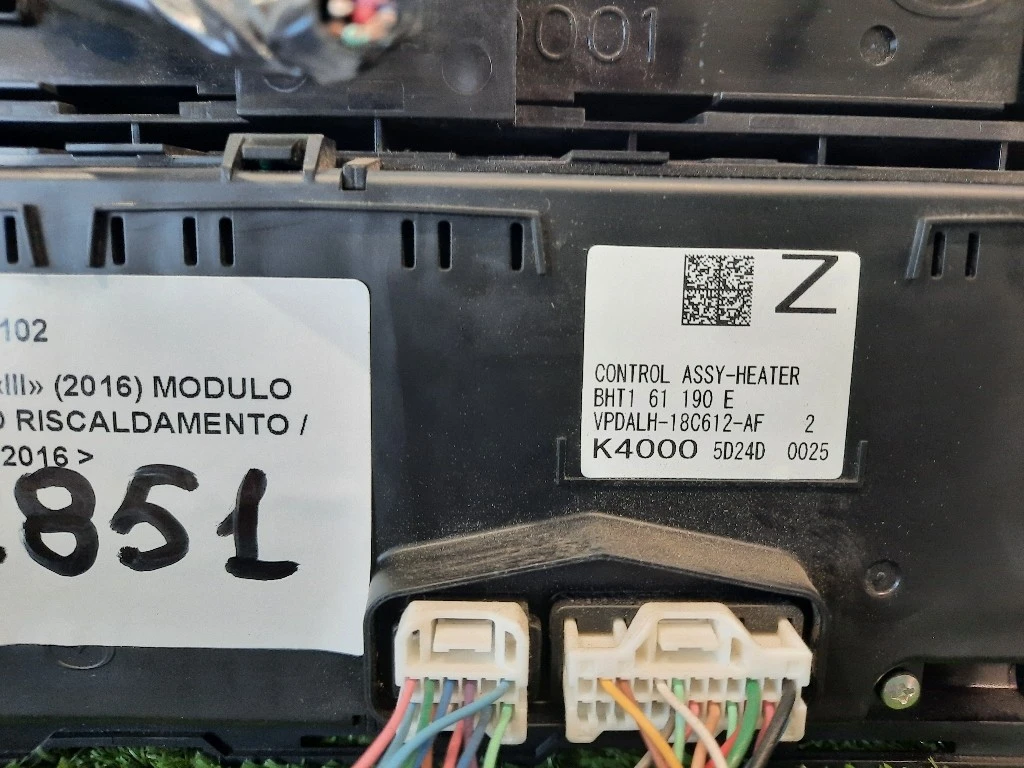 0001
Z
CONTROL ASSY-HEATER
BHT1 61 190 E
VPDALH-18C612-AF 2
K4000 5D24D 0025
102
«III» (2016) MODULO
RISCALDAMENTO /
2016 >
851